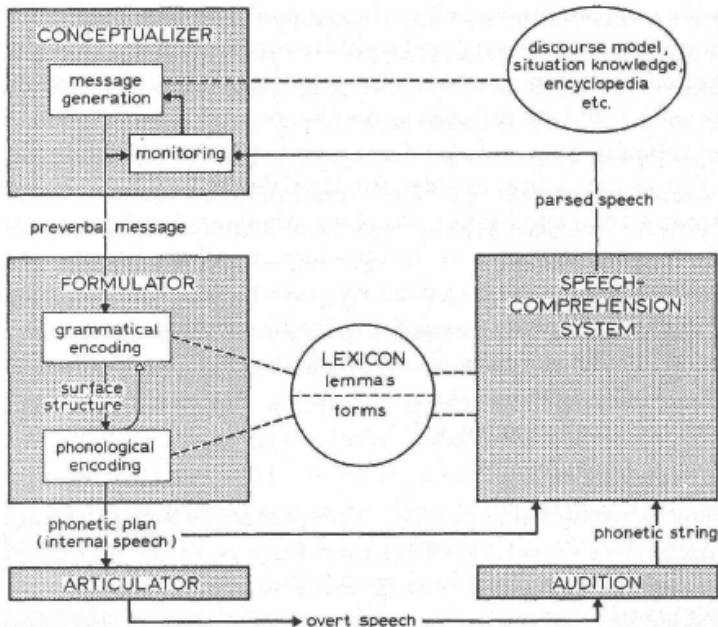 CONCEPTUALIZER
message
generation
monitoring
discourse model,
situation knowledge,
encyclopedia
etc.
parsed speech
preverbal message
FORMULATOR
grammatical
encoding
surface
structure
phonological
encoding
LEXICON
lemmas
forms
SPEECH-
COMPREHENSION
SYSTEM
phonetic plan
(internal speech)
phonetic string
ARTICULATOR
AUDITION
overt speech